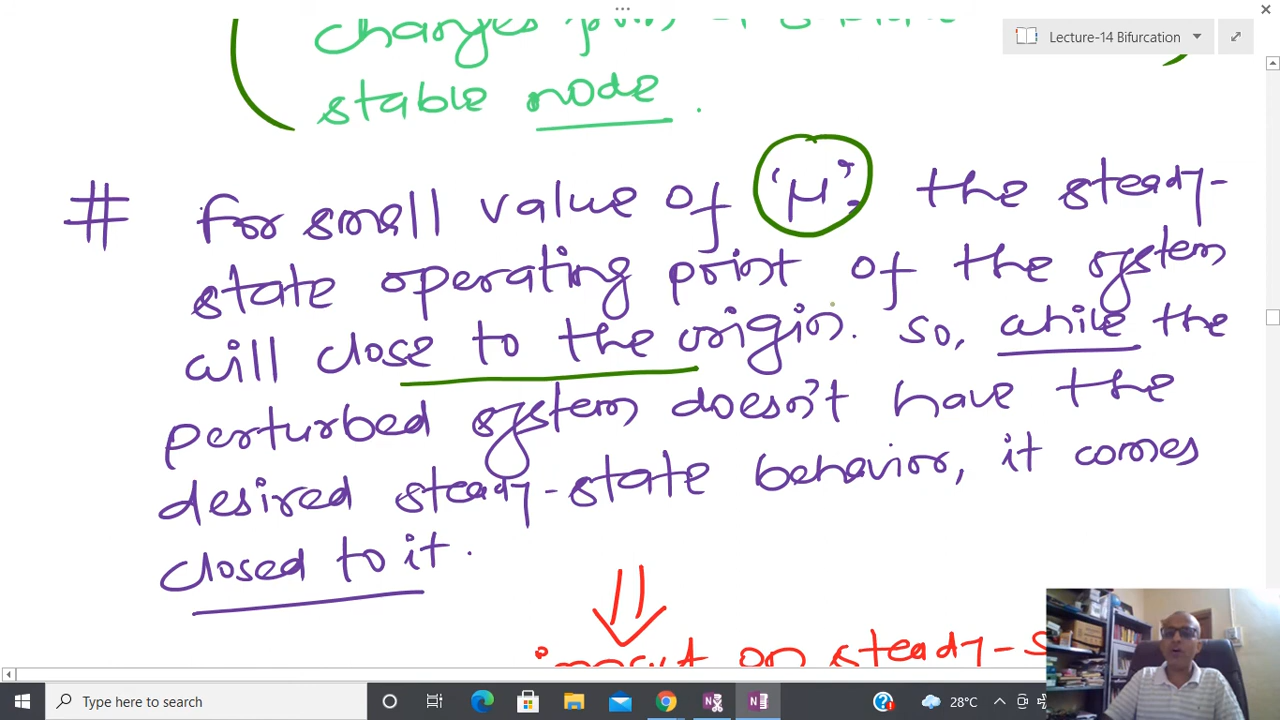 Lecture-14 Bifurcation
stable node.
# for small value of 'μ', the steady-
state operating point of the system
will close to the origin. so, while the
perturbed system doesn't have the
desired steady-state behavior, it comes
closed to it.
on steady-s
Type here to search
28°C